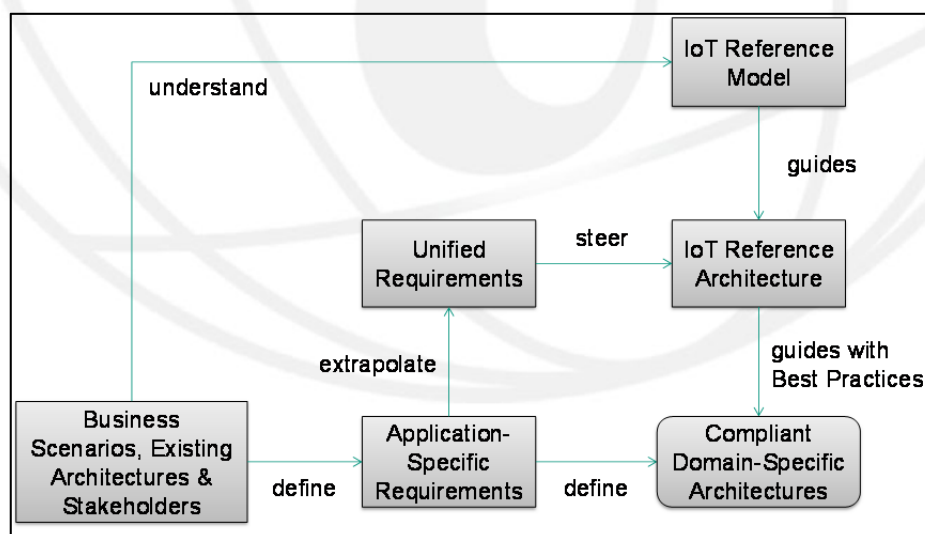 IoT Reference
Model
understand
guides
Unified
Requirements
steer
IoT Reference
Architecture
extrapolate
guides with
Best Practices
Business
Scenarios, Existing
Architectures &
Stakeholders
define
Application-
Specific
Requirements
define
Compliant
Domain-Specific
Architectures